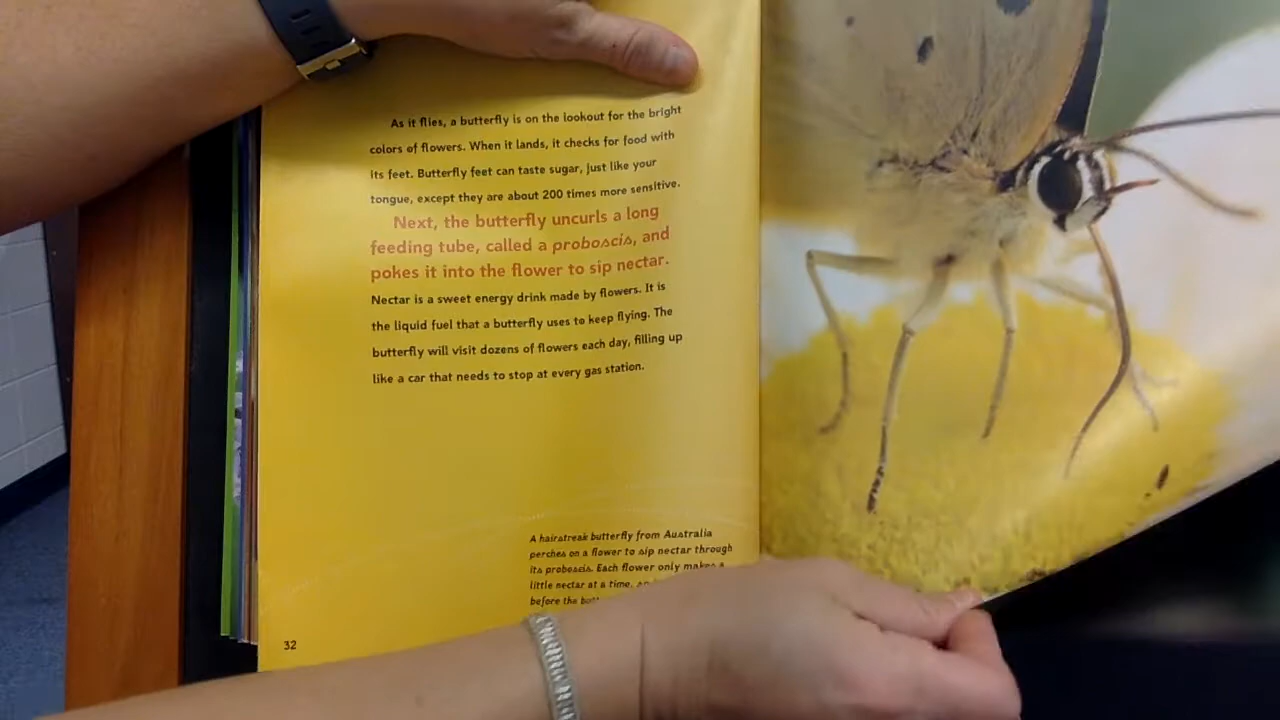 As it flies, a butterfly is on the lookout for the bright
colors of flowers. When it lands, it checks for food with
its feet. Butterfly feet can taste sugar, just like your
tongue, except they are about 200 times more sensitive.
Next, the butterfly uncurls a long
feeding tube, called a proboscis, and
pokes it into the flower to sip nectar.
Nectar is a sweet energy drink made by flowers. It is
the liquid fuel that a butterfly uses to keep flying. The
butterfly will visit dozens of flowers each day, filling up
like a car that needs to stop at every gas station.
A hairstreak butterfly from Australia
perches on a flower to sip nectar through
its proboscis. Each flower only makes a
little nectar at a time,
before the
32